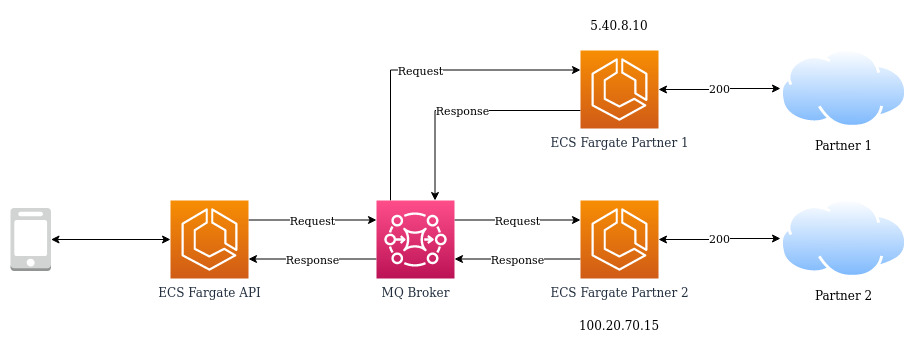 5.40.8.10
Request
200
Response
ECS Fargate Partner 1
Partner 1
Request
Request
200
Response
Response
ECS Fargate API
MQ Broker
ECS Fargate Partner 2
Partner 2
100.20.70.15